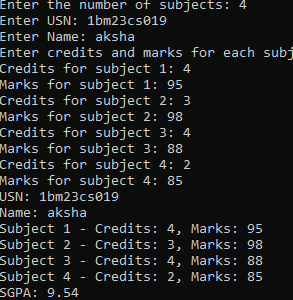 Enter the number of subjects: 4
Enter USN: 1bm23cs019
Enter Name: aksha
Enter credits and marks for each subj
Credits for subject 1: 4
Marks for subject 1: 95
Credits for subject 2: 3
Marks for subject 2: 98
Credits for subject 3: 4
Marks for subject 3: 88
Credits for subject 4: 2
Marks for subject 4: 85
USN: 1bm23cs019
Name: aksha
Subject 1 - Credits: 4, Marks: 95
Subject 2 - Credits: 3, Marks: 98
Subject 3 - Credits: 4, Marks: 88
Subject 4 - Credits: 2, Marks: 85
SGPA: 9.54